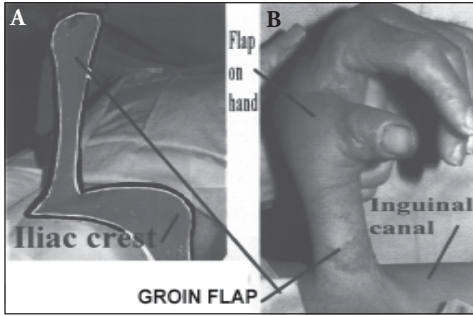 A
B
Flap
on
hand
Iliac crest
Inguinal
canal
GROIN FLAP